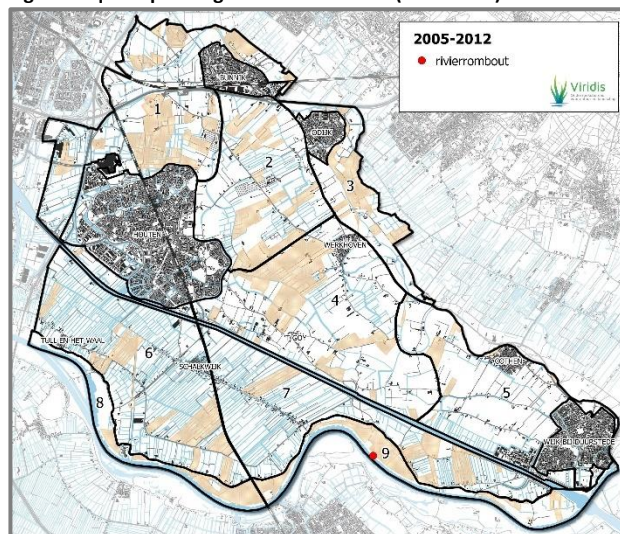 2005-2012
rivierrombout
Viridis
BUNNIK
1
ODIJK
2
3
HOUTEN
WERKHOVEN
4
TULL EN HET WAAL
6
GOY
SCHALKWIJK
COTHEN
5
7
8
WIJK BIJ DUURSTEDE
9